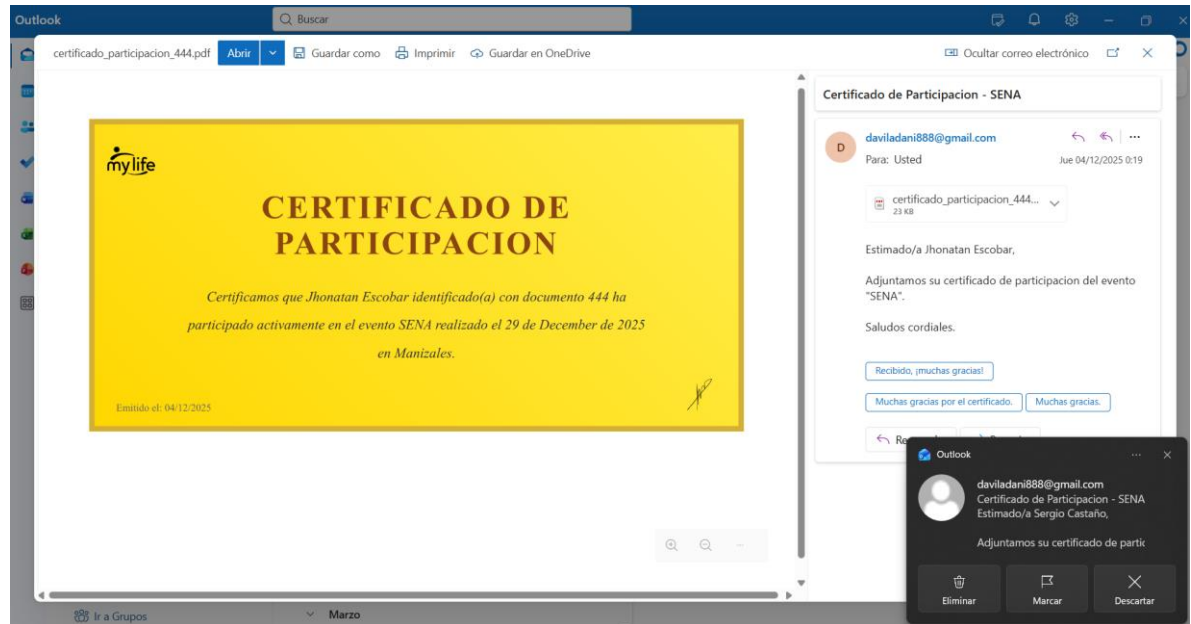 Outlook
Buscar
certificado_participacion_444.pdf Abrir Guardar como Imprimir Guardar en OneDrive
Ocultar correo electrónico
mylife
CERTIFICADO DE
PARTICIPACION
Certificamos que Jhonatan Escobar identificado(a) con documento 444 ha
participado activamente en el evento SENA realizado el 29 de December de 2025
en Manizales.
Emitido el: 04/12/2025
Certificado de Participacion - SENA
D
daviladani888@gmail.com
Para: Usted
Jue 04/12/2025 0:19
certificado_participacion_444...
23 KB
Estimado/a Jhonatan Escobar,
Adjuntamos su certificado de participacion del evento
"SENA".
Saludos cordiales.
Recibido, ¡muchas gracias!
Muchas gracias por el certificado. Muchas gracias.
Outlook
daviladani888@gmail.com
Certificado de Participacion - SENA
Estimado/a Sergio Castaño,
Adjuntamos su certificado de partic
Eliminar Marcar Descartar
Ir a Grupos
Marzo